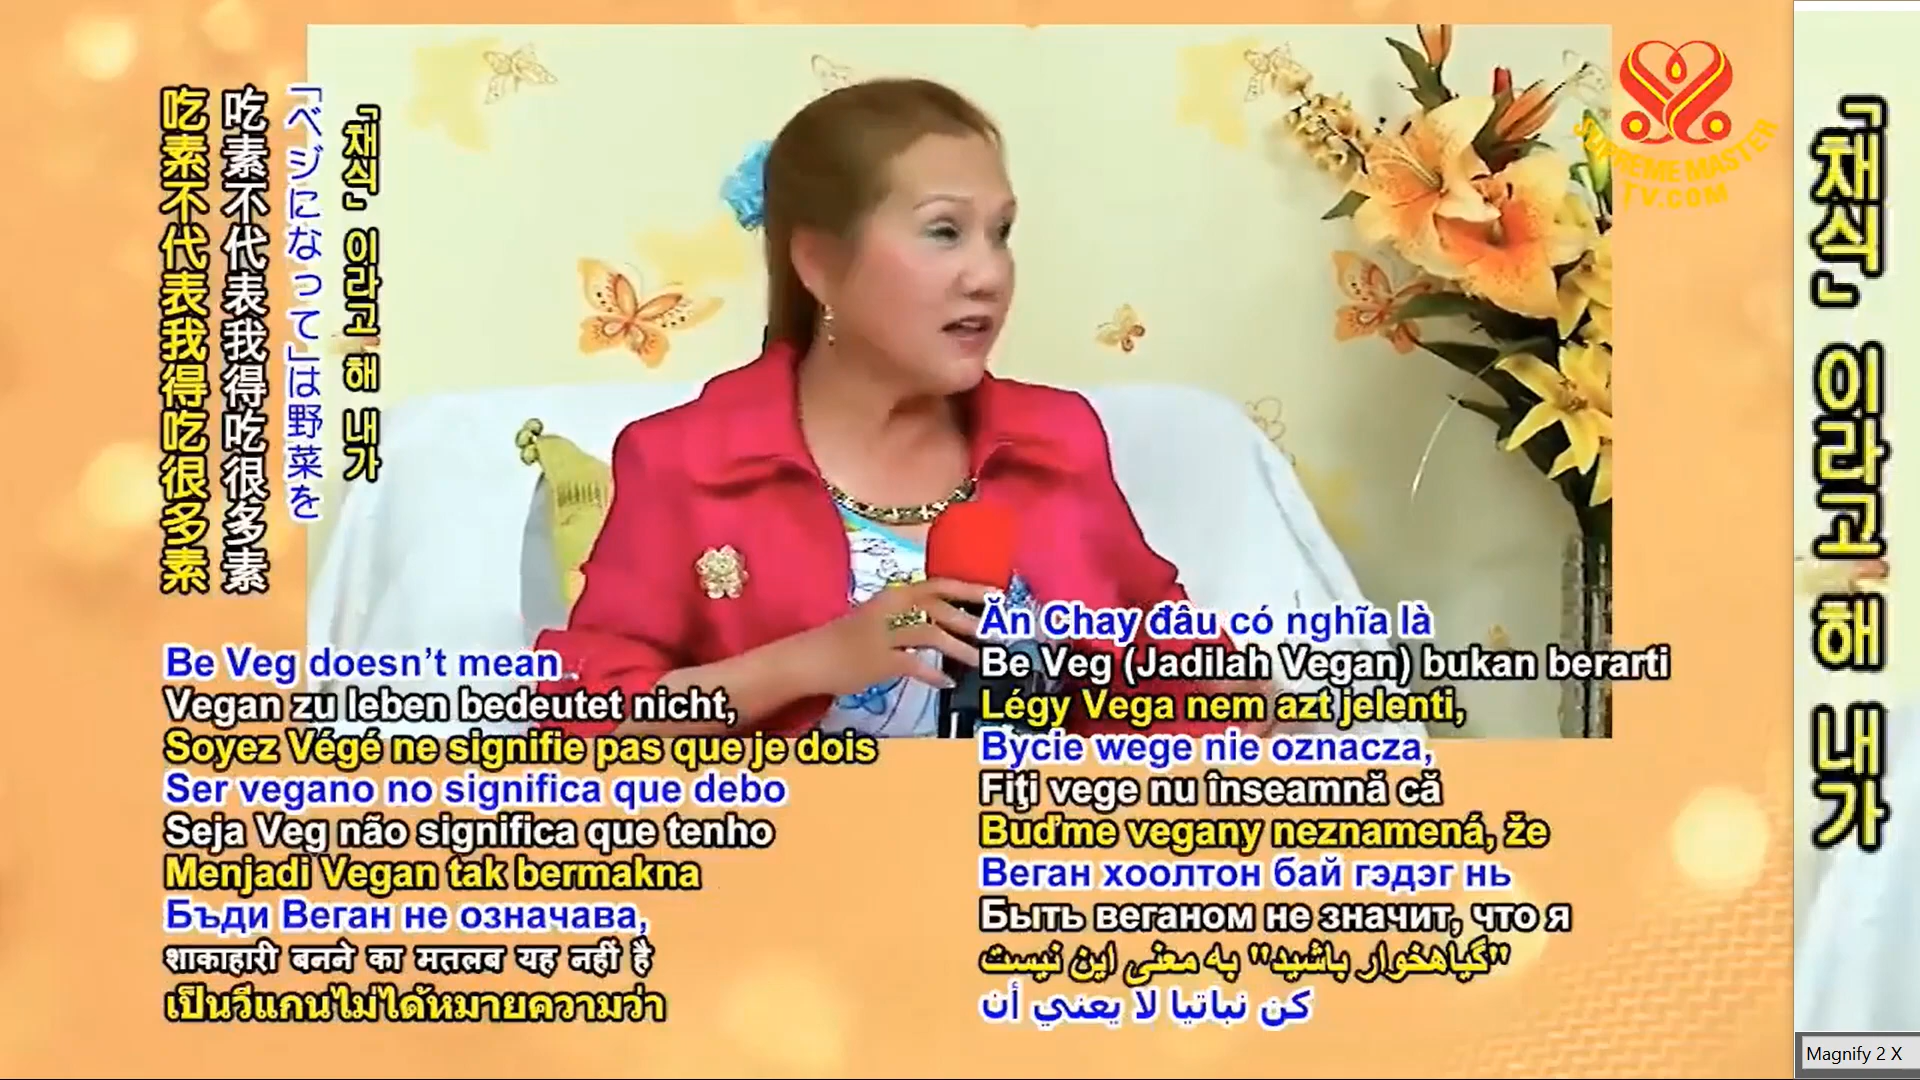 吃素不代表我得吃很多素
吃素不代表我得吃很多素
「ベジになって」は野菜を
「채식」이라고 해 내가
SUPREME MASTER
TV.COM
Be Veg doesn’t mean
Vegan zu leben bedeutet nicht,
Soyez Végé ne signifie pas que je dois
Ser vegano no significa que debo
Seja Veg não significa que tenho
Menjadi Vegan tak bermakna
Бъди Веган не означава,
शाकाहारी बनने का मतलब यह नहीं है
เป็นวีแกนไม่ได้หมายความว่า
Ăn Chay đâu có nghĩa là
Be Veg (Jadilah Vegan) bukan berarti
Légy Vega nem azt jelenti,
Bycie wege nie oznacza,
Fiţi vege nu înseamnă că
Buďme vegany neznamená, že
Веган хоолтон бай гэдэг нь
Быть веганом не значит, что я
"گیاهخوار باشید" به معنی این نیست
كن نباتيا لا يعني أن
「채식」이라고 해 내가
Magnify 2 X